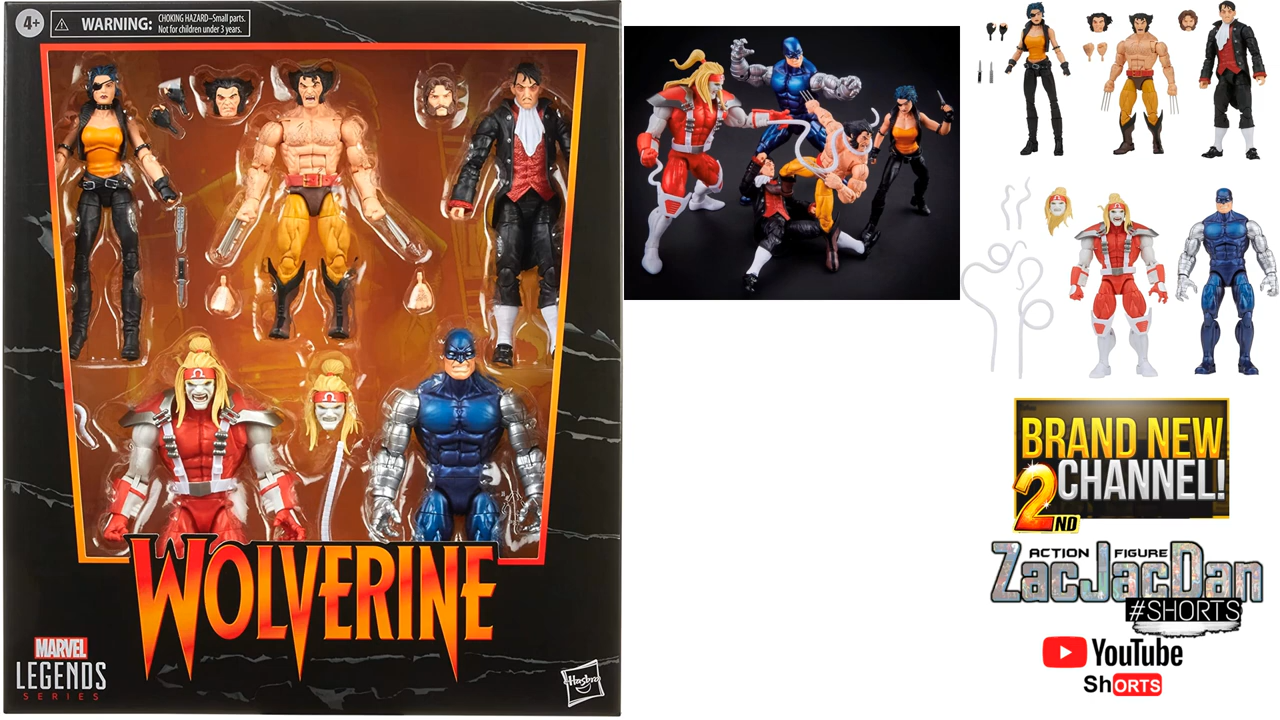 4+
WARNING:
CHOKING HAZARD–Small parts.
Not for children under 3 years.
Ω
Ω
WOLVERINE
MARVEL
LEGENDS
SERIES
Hasbro
BRAND NEW
2ND
CHANNEL!
ACTION FIGURE
ZacJacDan
#SHORTS
YouTube
ShORTS